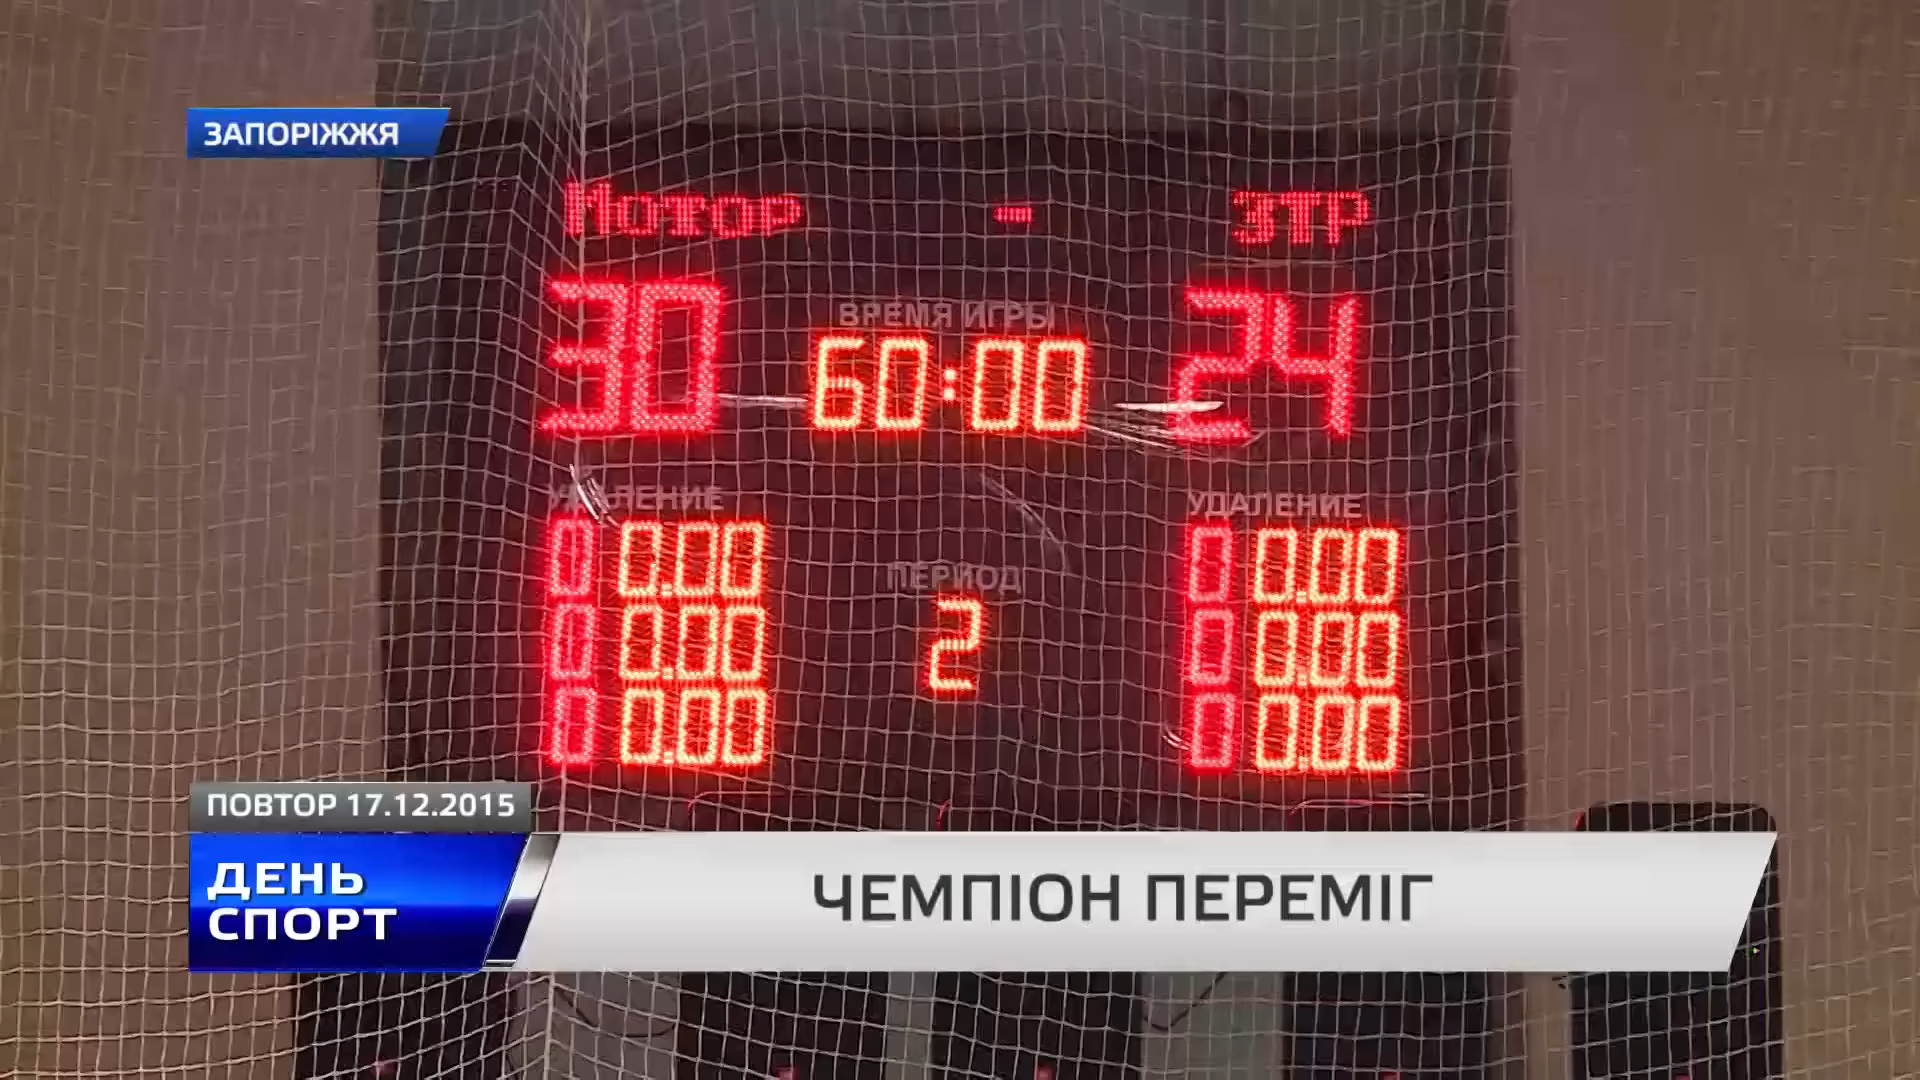 ЗАПОРІЖЖЯ
Мотор - ЗТР
30 24
ВРЕМЯ ИГРЫ
60:00
УДАЛЕНИЕ УДАЛЕНИЕ
0 0.00 0 0.00
ПЕРИОД
0 0.00 2 0 0.00
0 0.00 0 0.00
ПОВТОР 17.12.2015
ДЕНЬ
СПОРТ
ЧЕМПІОН ПЕРЕМІГ